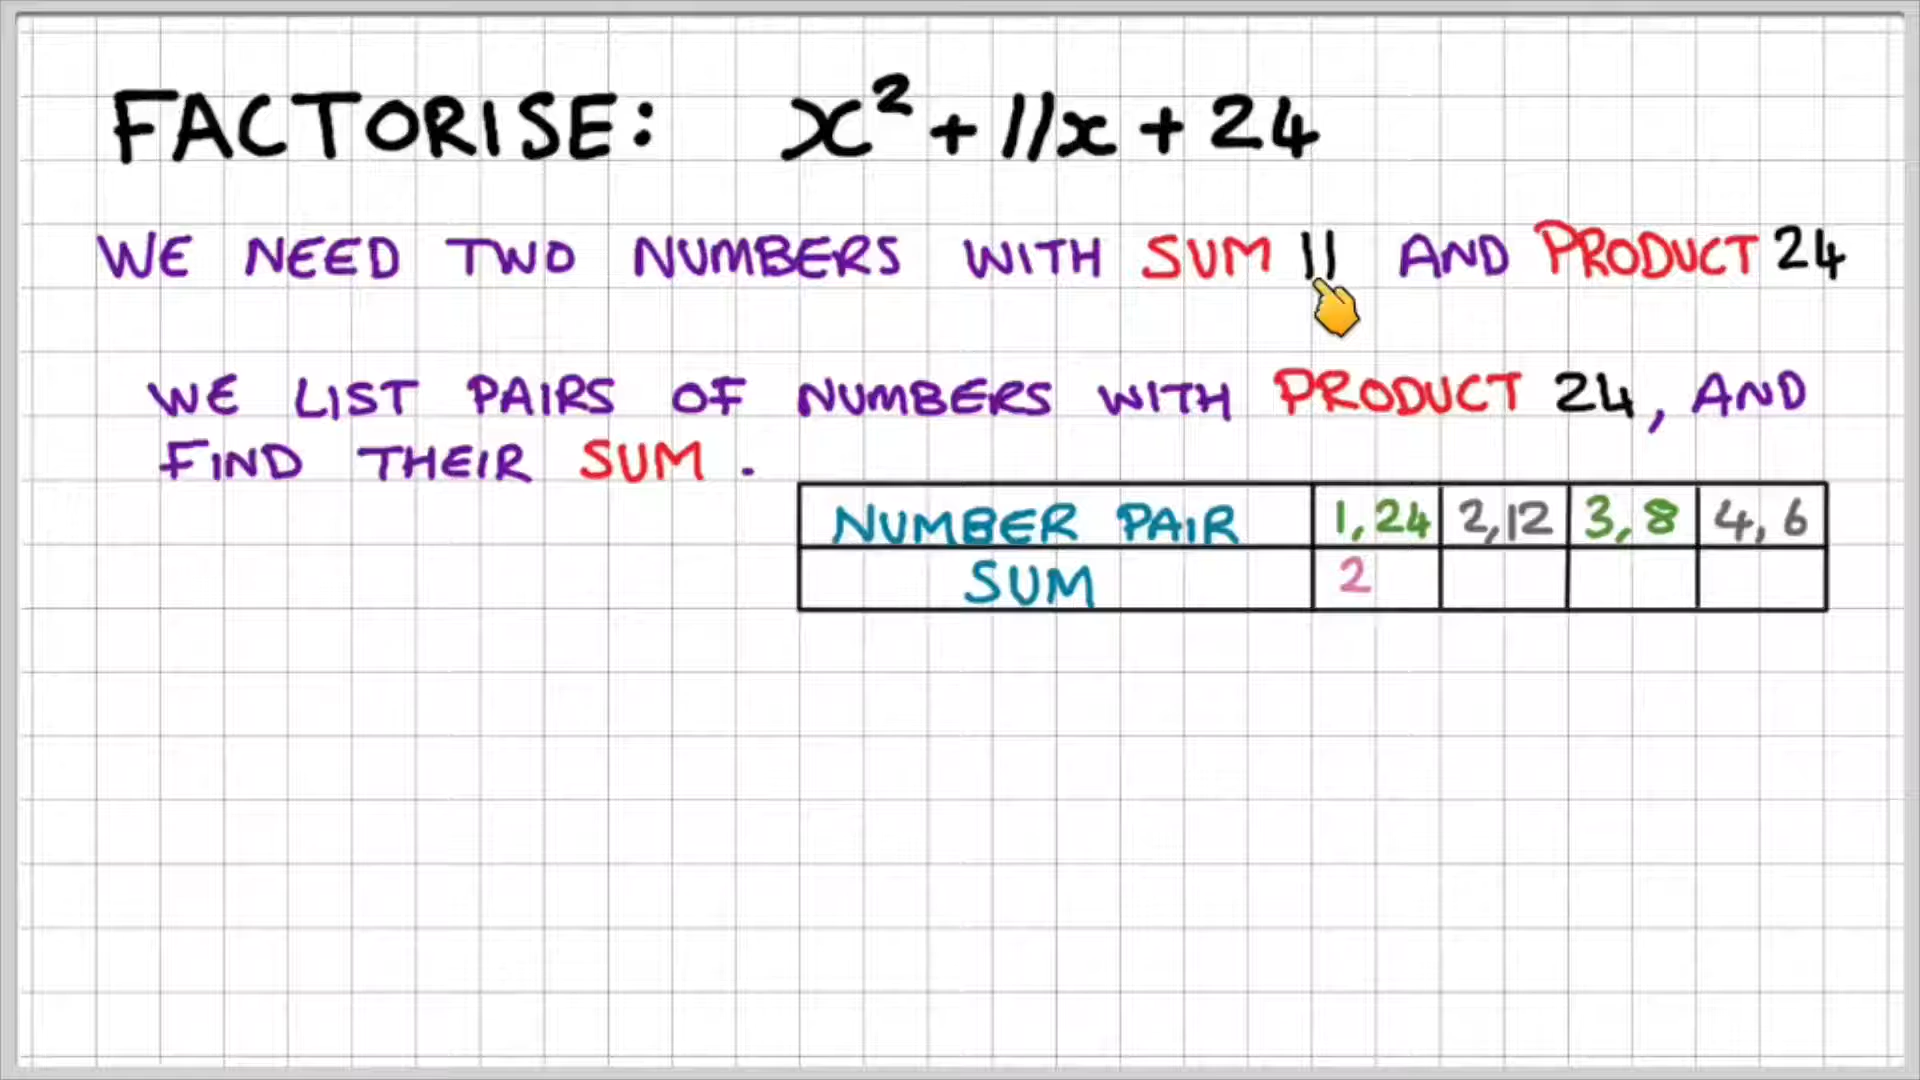 FACTORISE: x² + 11x + 24
WE NEED TWO NUMBERS WITH SUM 11 AND PRODUCT 24
WE LIST PAIRS OF NUMBERS WITH PRODUCT 24, AND
FIND THEIR SUM.
NUMBER PAIR 1,24 2,12 3,8 4,6
SUM 2